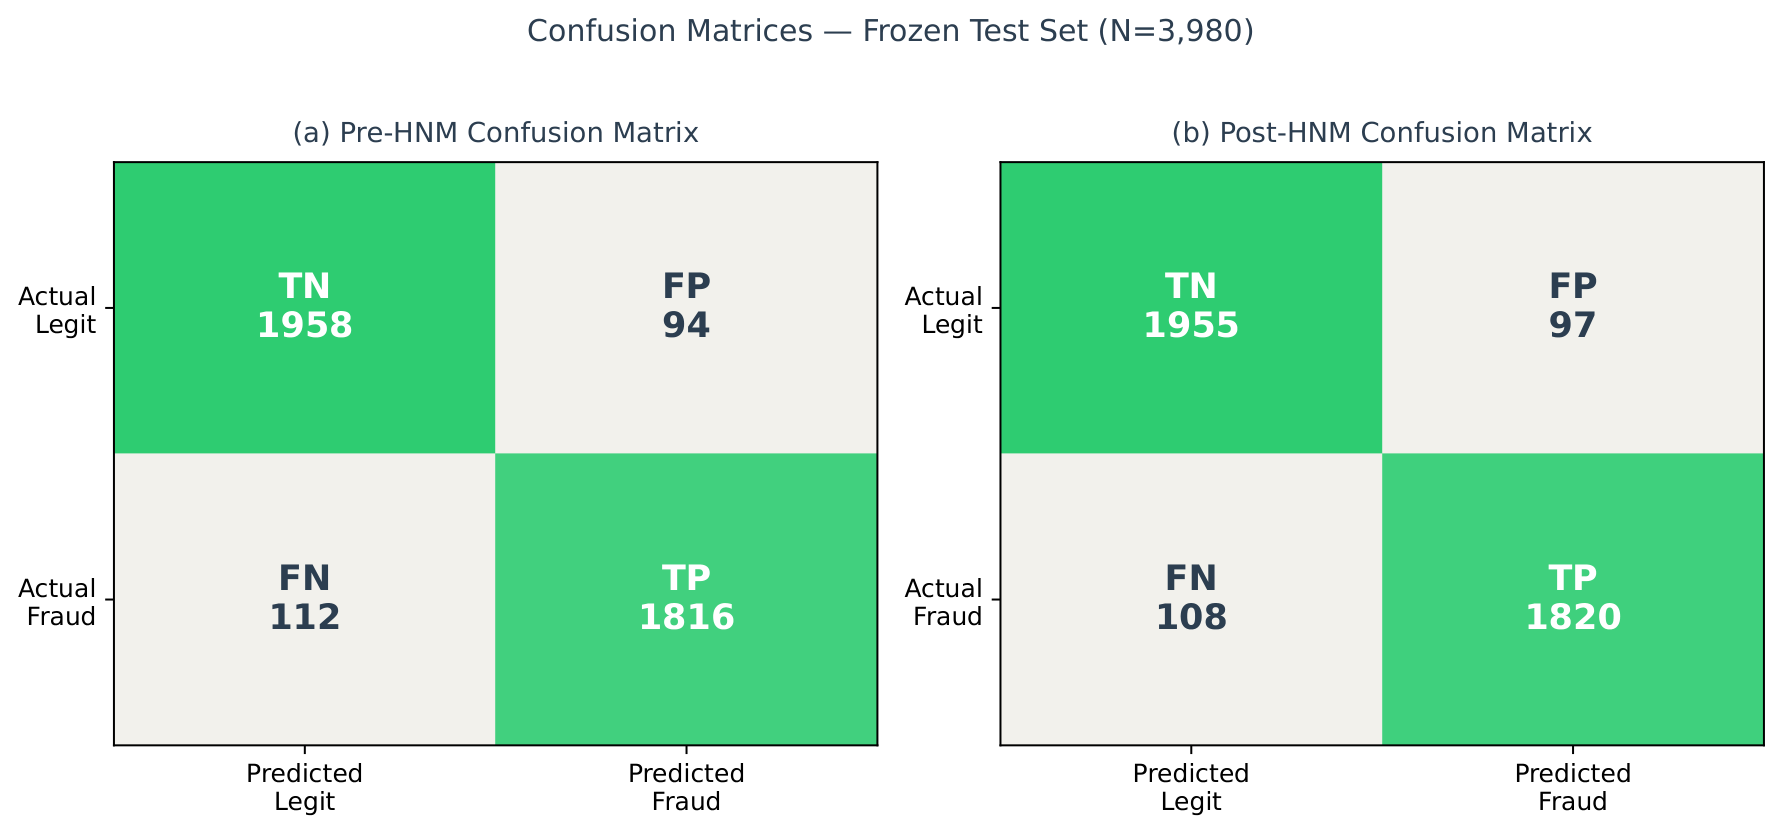 Confusion Matrices — Frozen Test Set (N=3,980)
(a) Pre-HNM Confusion Matrix
Actual
Legit
TN
1958
FP
94
Actual
Fraud
FN
112
TP
1816
Predicted
Legit
Predicted
Fraud
(b) Post-HNM Confusion Matrix
Actual
Legit
TN
1955
FP
97
Actual
Fraud
FN
108
TP
1820
Predicted
Legit
Predicted
Fraud